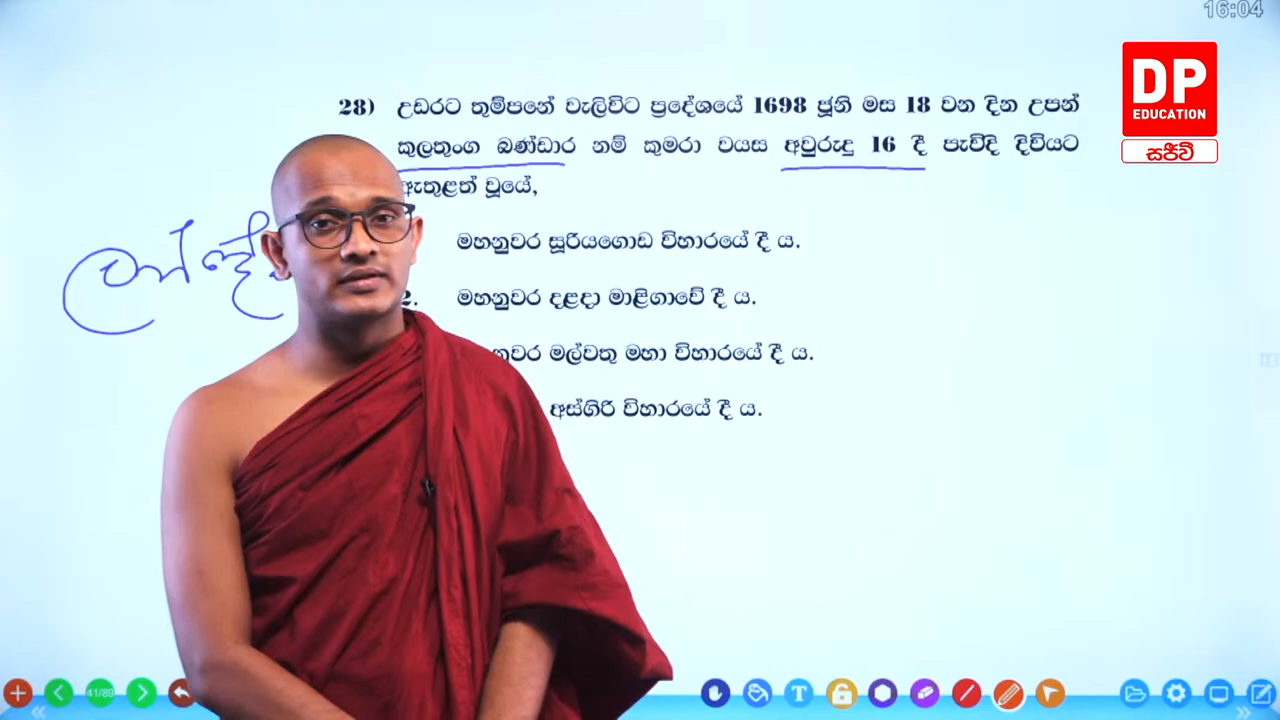 16:04
DP
EDUCATION
සජීවී
28) උඩරට තුම්පනේ වැලිවිට ප්‍රදේශයේ 1698 ජූනි මස 18 වන දින උපන්
කුලතුංග බණ්ඩාර නම් කුමරා වයස අවුරුදු 16 දී පැවිදි දිවියට
ඇතුළත් වූයේ,
මහනුවර සූරියගොඩ විහාරයේ දී ය.
2. මහනුවර දළදා මාළිගාවේ දී ය.
මල්වතු මහා විහාරයේ දී ය.
අස්ගිරි විහාරයේ දී ය.
41/89